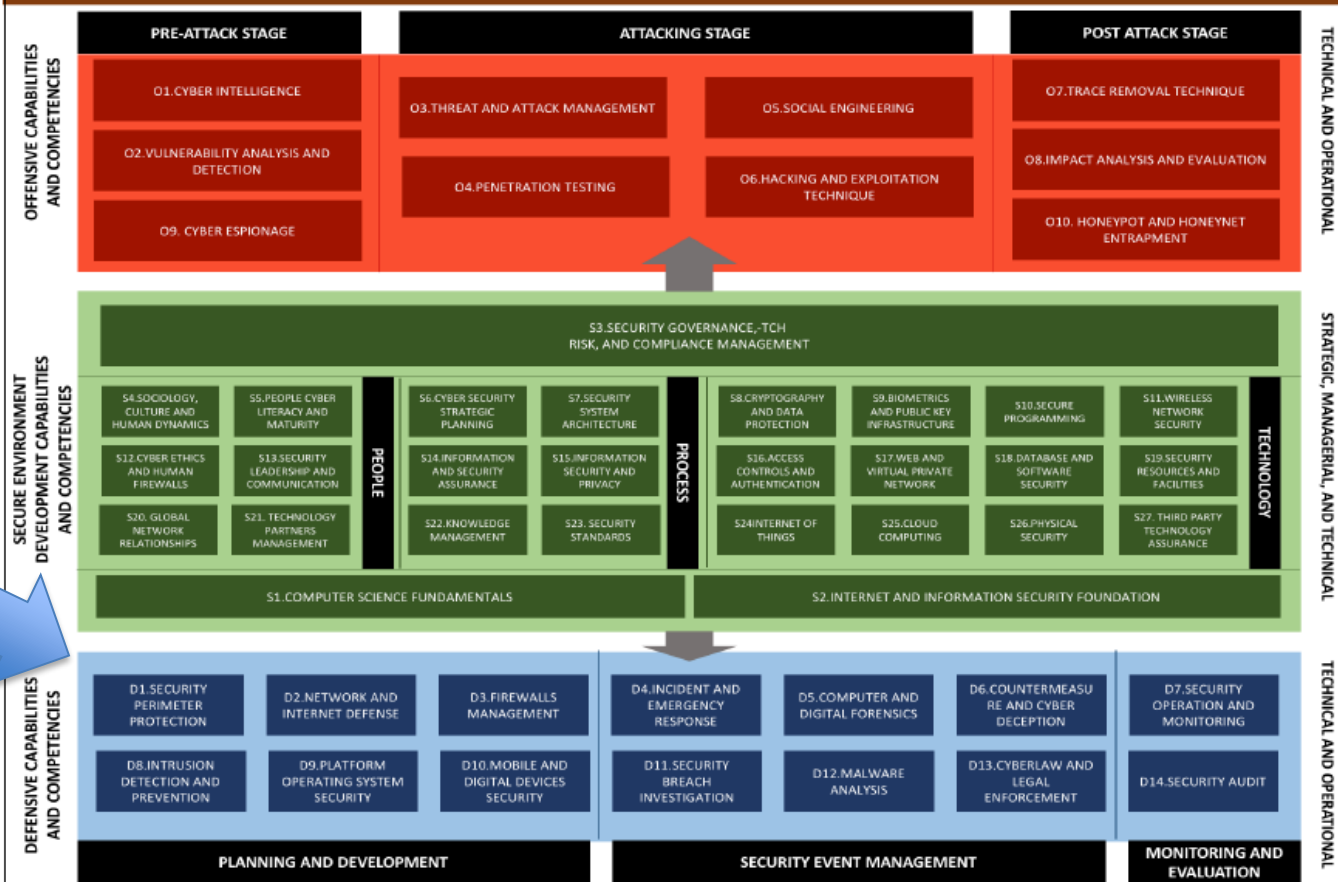 PRE-ATTACK STAGE
ATTACKING STAGE
POST ATTACK STAGE
OFFENSIVE CAPABILITIES
AND COMPETENCIES
O1.CYBER INTELLIGENCE
O2.VULNERABILITY ANALYSIS AND
DETECTION
O9. CYBER ESPIONAGE
O3.THREAT AND ATTACK MANAGEMENT
O5.SOCIAL ENGINEERING
O4.PENETRATION TESTING
O6.HACKING AND EXPLOITATION
TECHNIQUE
O7.TRACE REMOVAL TECHNIQUE
O8.IMPACT ANALYSIS AND EVALUATION
O10. HONEYPOT AND HONEYNET
ENTRAPMENT
TECHNICAL AND OPERATIONAL
SECURE ENVIRONMENT
DEVELOPMENT CAPABILITIES
AND COMPETENCIES
S3.SECURITY GOVERNANCE,-TCH
RISK, AND COMPLIANCE MANAGEMENT
S4.SOCIOLOGY,
CULTURE AND
HUMAN DYNAMICS
S5.PEOPLE CYBER
LITERACY AND
MATURITY
S12.CYBER ETHICS
AND HUMAN
FIREWALLS
S13.SECURITY
LEADERSHIP AND
COMMUNICATION
S20. GLOBAL
NETWORK
RELATIONSHIPS
S21. TECHNOLOGY
PARTNERS
MANAGEMENT
PEOPLE
S6.CYBER SECURITY
STRATEGIC
PLANNING
S7.SECURITY
SYSTEM
ARCHITECTURE
S14.INFORMATION
AND SECURITY
ASSURANCE
S15.INFORMATION
SECURITY AND
PRIVACY
S22.KNOWLEDGE
MANAGEMENT
S23. SECURITY
STANDARDS
PROCESS
S8.CRYPTOGRAPHY
AND DATA
PROTECTION
S9.BIOMETRICS
AND PUBLIC KEY
INFRASTRUCTURE
S10.SECURE
PROGRAMMING
S11.WIRELESS
NETWORK
SECURITY
S16.ACCESS
CONTROLS AND
AUTHENTICATION
S17.WEB AND
VIRTUAL PRIVATE
NETWORK
S18.DATABASE AND
SOFTWARE
SECURITY
S19.SECURITY
RESOURCES AND
FACILITIES
S24INTERNET OF
THINGS
S25.CLOUD
COMPUTING
S26.PHYSICAL
SECURITY
S27. THIRD PARTY
TECHNOLOGY
ASSURANCE
TECHNOLOGY
S1.COMPUTER SCIENCE FUNDAMENTALS
S2.INTERNET AND INFORMATION SECURITY FOUNDATION
STRATEGIC, MANAGERIAL, AND TECHNICAL
DEFENSIVE CAPABILITIES
AND COMPETENCIES
D1.SECURITY
PERIMETER
PROTECTION
D2.NETWORK AND
INTERNET DEFENSE
D3.FIREWALLS
MANAGEMENT
D4.INCIDENT AND
EMERGENCY
RESPONSE
D5.COMPUTER AND
DIGITAL FORENSICS
D6.COUNTERMEASU
RE AND CYBER
DECEPTION
D7.SECURITY
OPERATION AND
MONITORING
D8.INTRUSION
DETECTION AND
PREVENTION
D9.PLATFORM
OPERATING SYSTEM
SECURITY
D10.MOBILE AND
DIGITAL DEVICES
SECURITY
D11.SECURITY
BREACH
INVESTIGATION
D12.MALWARE
ANALYSIS
D13.CYBERLAW AND
LEGAL
ENFORCEMENT
D14.SECURITY AUDIT
TECHNICAL AND OPERATIONAL
PLANNING AND DEVELOPMENT
SECURITY EVENT MANAGEMENT
MONITORING AND
EVALUATION